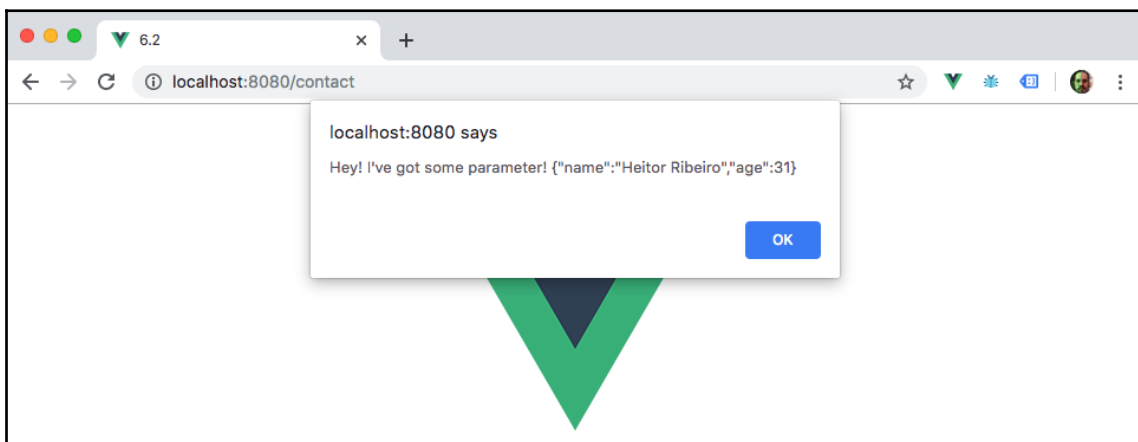 6.2
localhost:8080/contact
localhost:8080 says
Hey! I've got some parameter! {"name":"Heitor Ribeiro","age":31}
OK